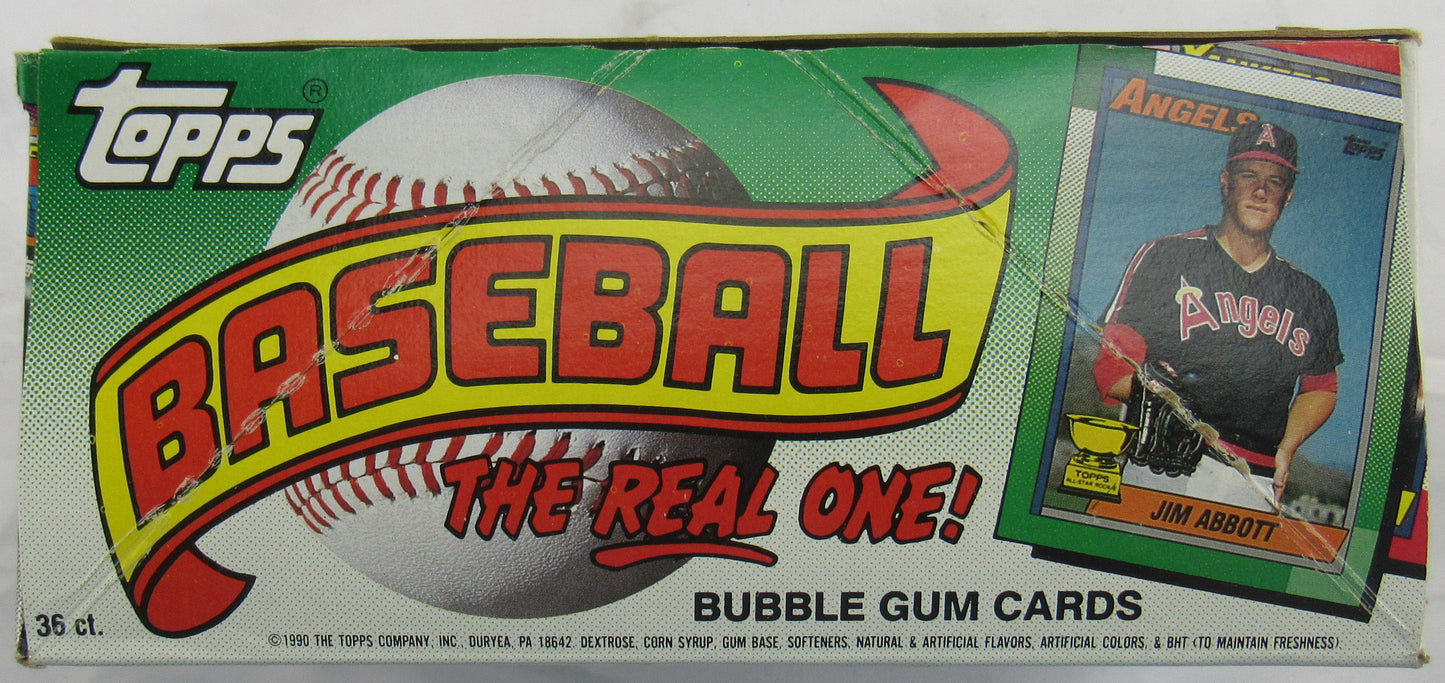 TOPPS®
BASEBALL
THE REAL ONE!
BUBBLE GUM CARDS
36 ct.
©1990 THE TOPPS COMPANY, INC., DURYEA, PA 18642. DEXTROSE, CORN SYRUP, GUM BASE, SOFTENERS, NATURAL & ARTIFICIAL FLAVORS, ARTIFICIAL COLORS, & BHT (TO MAINTAIN FRESHNESS).
YANKEES
ANGELS
TOPPS
A
Angels
TOPPS
ALL-STAR ROOKIE
JIM ABBOTT